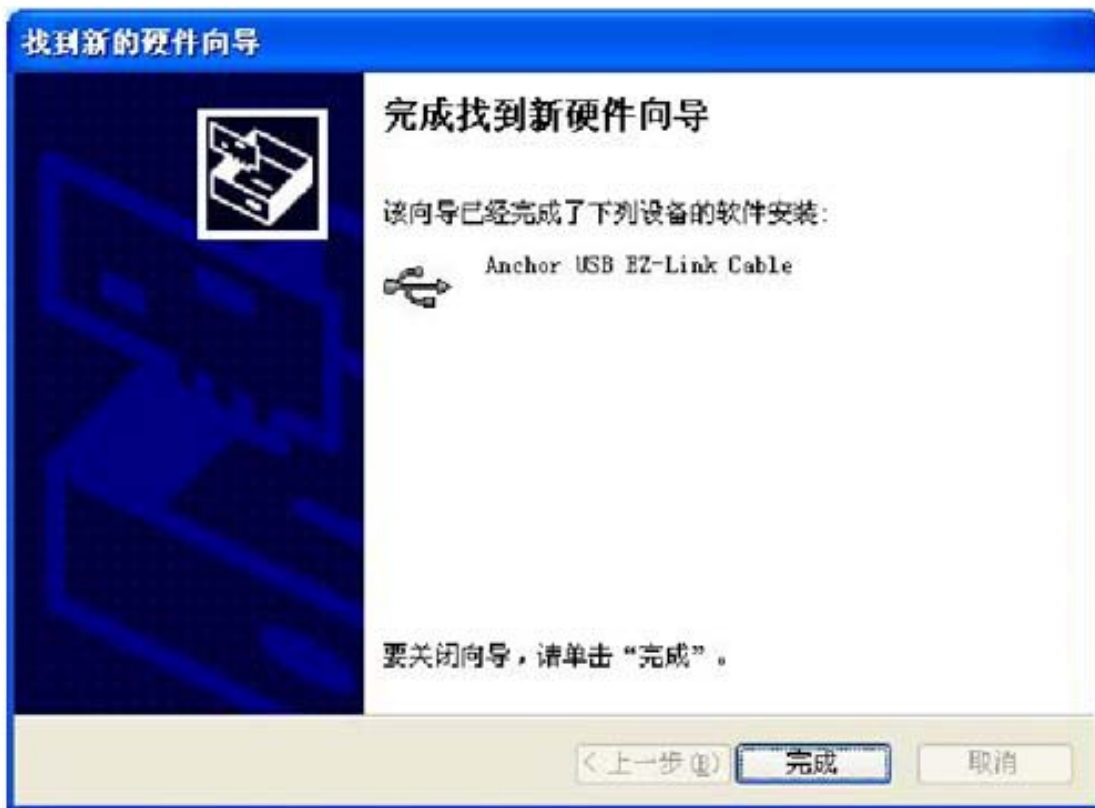 找到新的硬件向导
完成找到新硬件向导
该向导已经完成了下列设备的软件安装:
Anchor USB EZ-Link Cable
要关闭向导，请单击“完成”。
< 上一步(B)
完成
取消